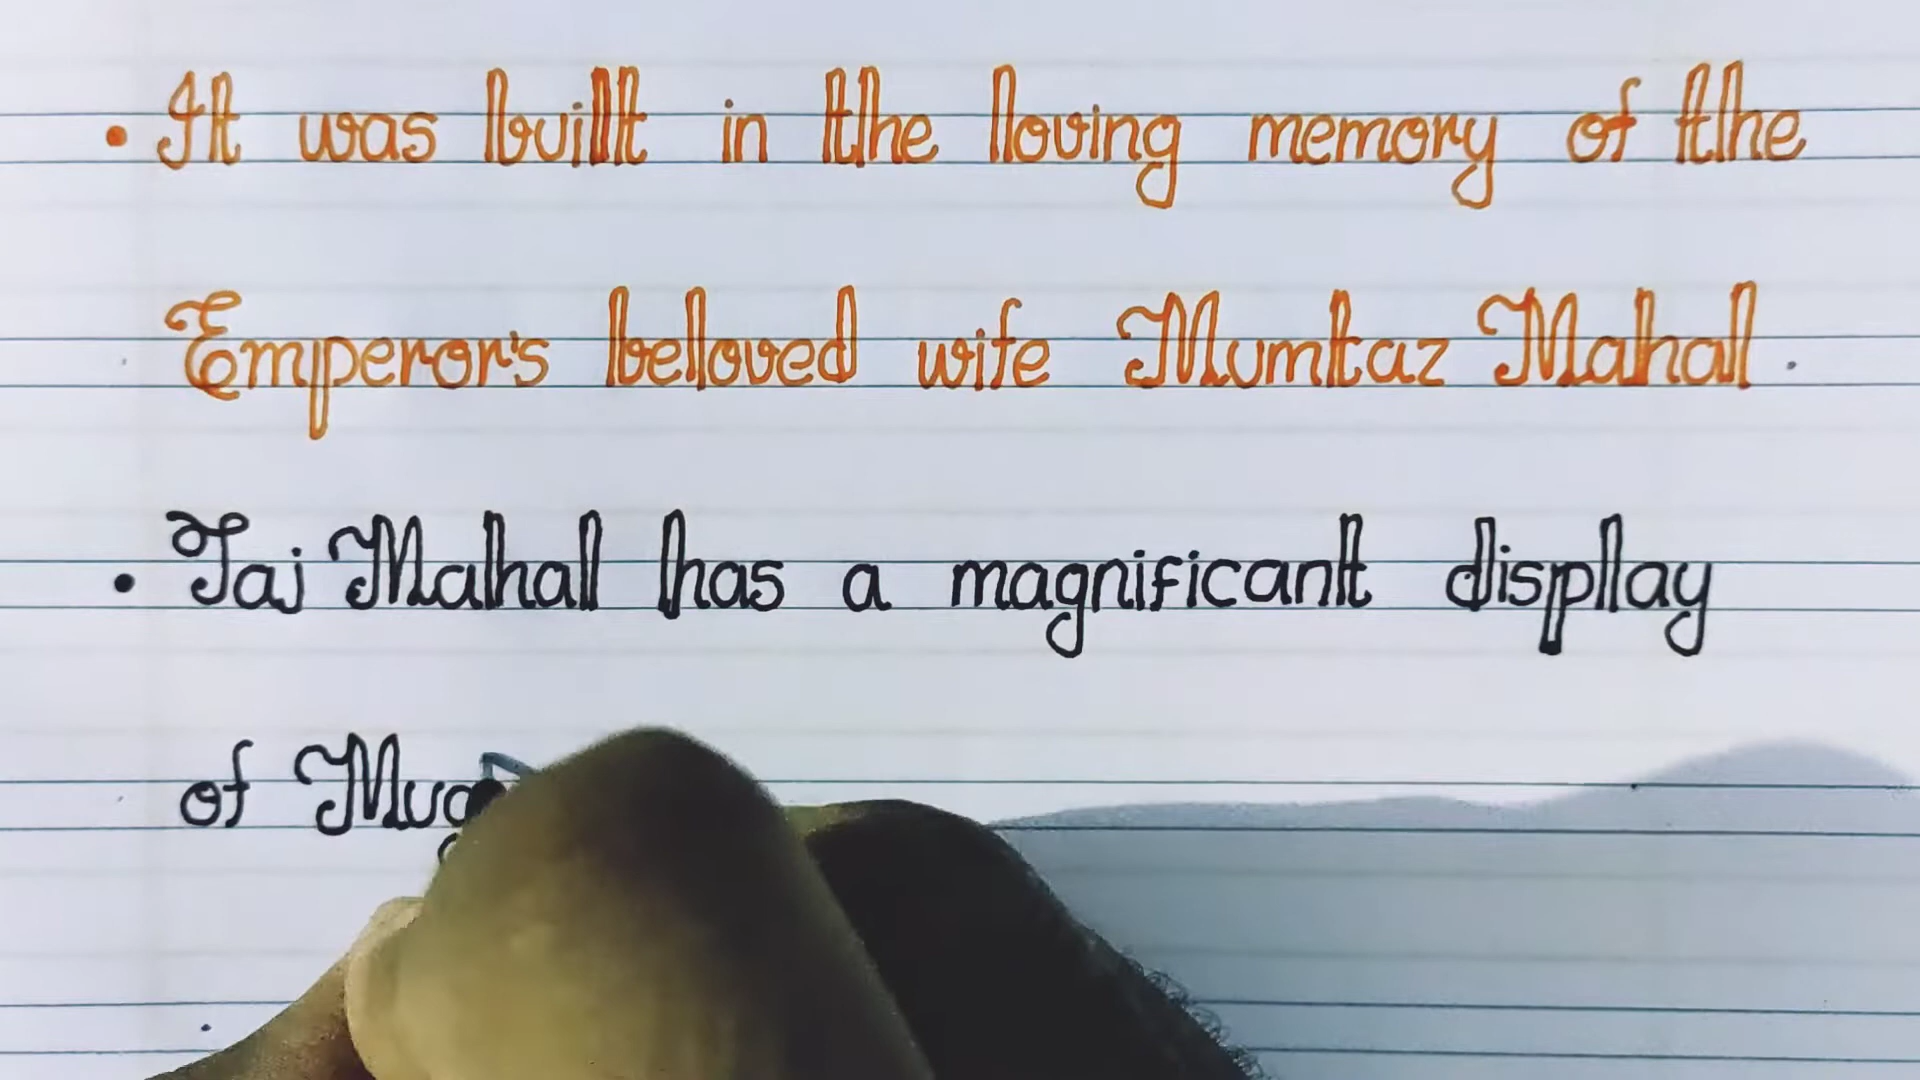 • It was built in the loving memory of the
Emperor's beloved wife Mumtaz Mahal.
• Taj Mahal has a magnificant display
of Mug